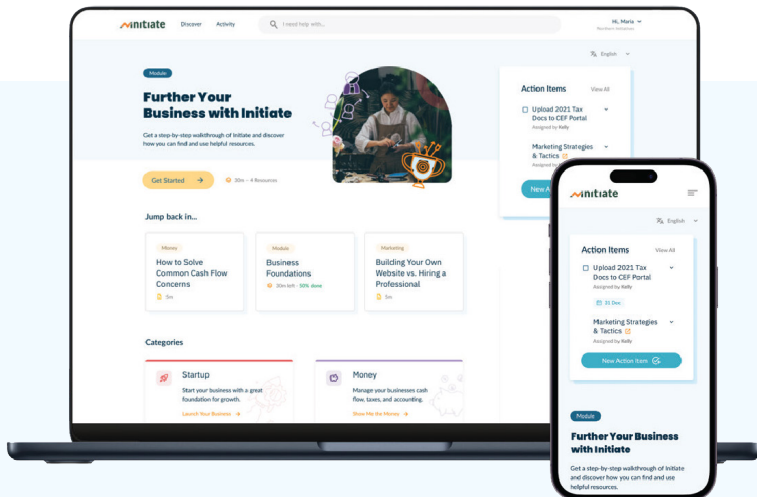 initiate
Discover
Activity
I need help with...
Hi, Maria
Northern Initiatives
English
Module
Further Your
Business with Initiate
Get a step-by-step walkthrough of Initiate and discover
how you can find and use helpful resources.
Get Started →
30m – 4 Resources
Action Items
View All
Upload 2021 Tax
Docs to CEF Portal
Assigned by Kelly
Marketing Strategies
& Tactics
Assigned by
New A
Jump back in...
Money
How to Solve
Common Cash Flow
Concerns
5m
Module
Business
Foundations
30m left - 50% done
Marketing
Building Your Own
Website vs. Hiring a
Professional
5m
Categories
Startup
Start your business with a great
foundation for growth.
Launch Your Business →
Money
Manage your businesses cash
flow, taxes, and accounting.
Show Me the Money →
initiate
English
Action Items
View All
Upload 2021 Tax
Docs to CEF Portal
Assigned by Kelly
31 Dec
Marketing Strategies
& Tactics
Assigned by Kelly
New Action Item
Module
Further Your Business
with Initiate
Get a step-by-step walkthrough of Initiate
and discover how you can find and use
helpful resources.